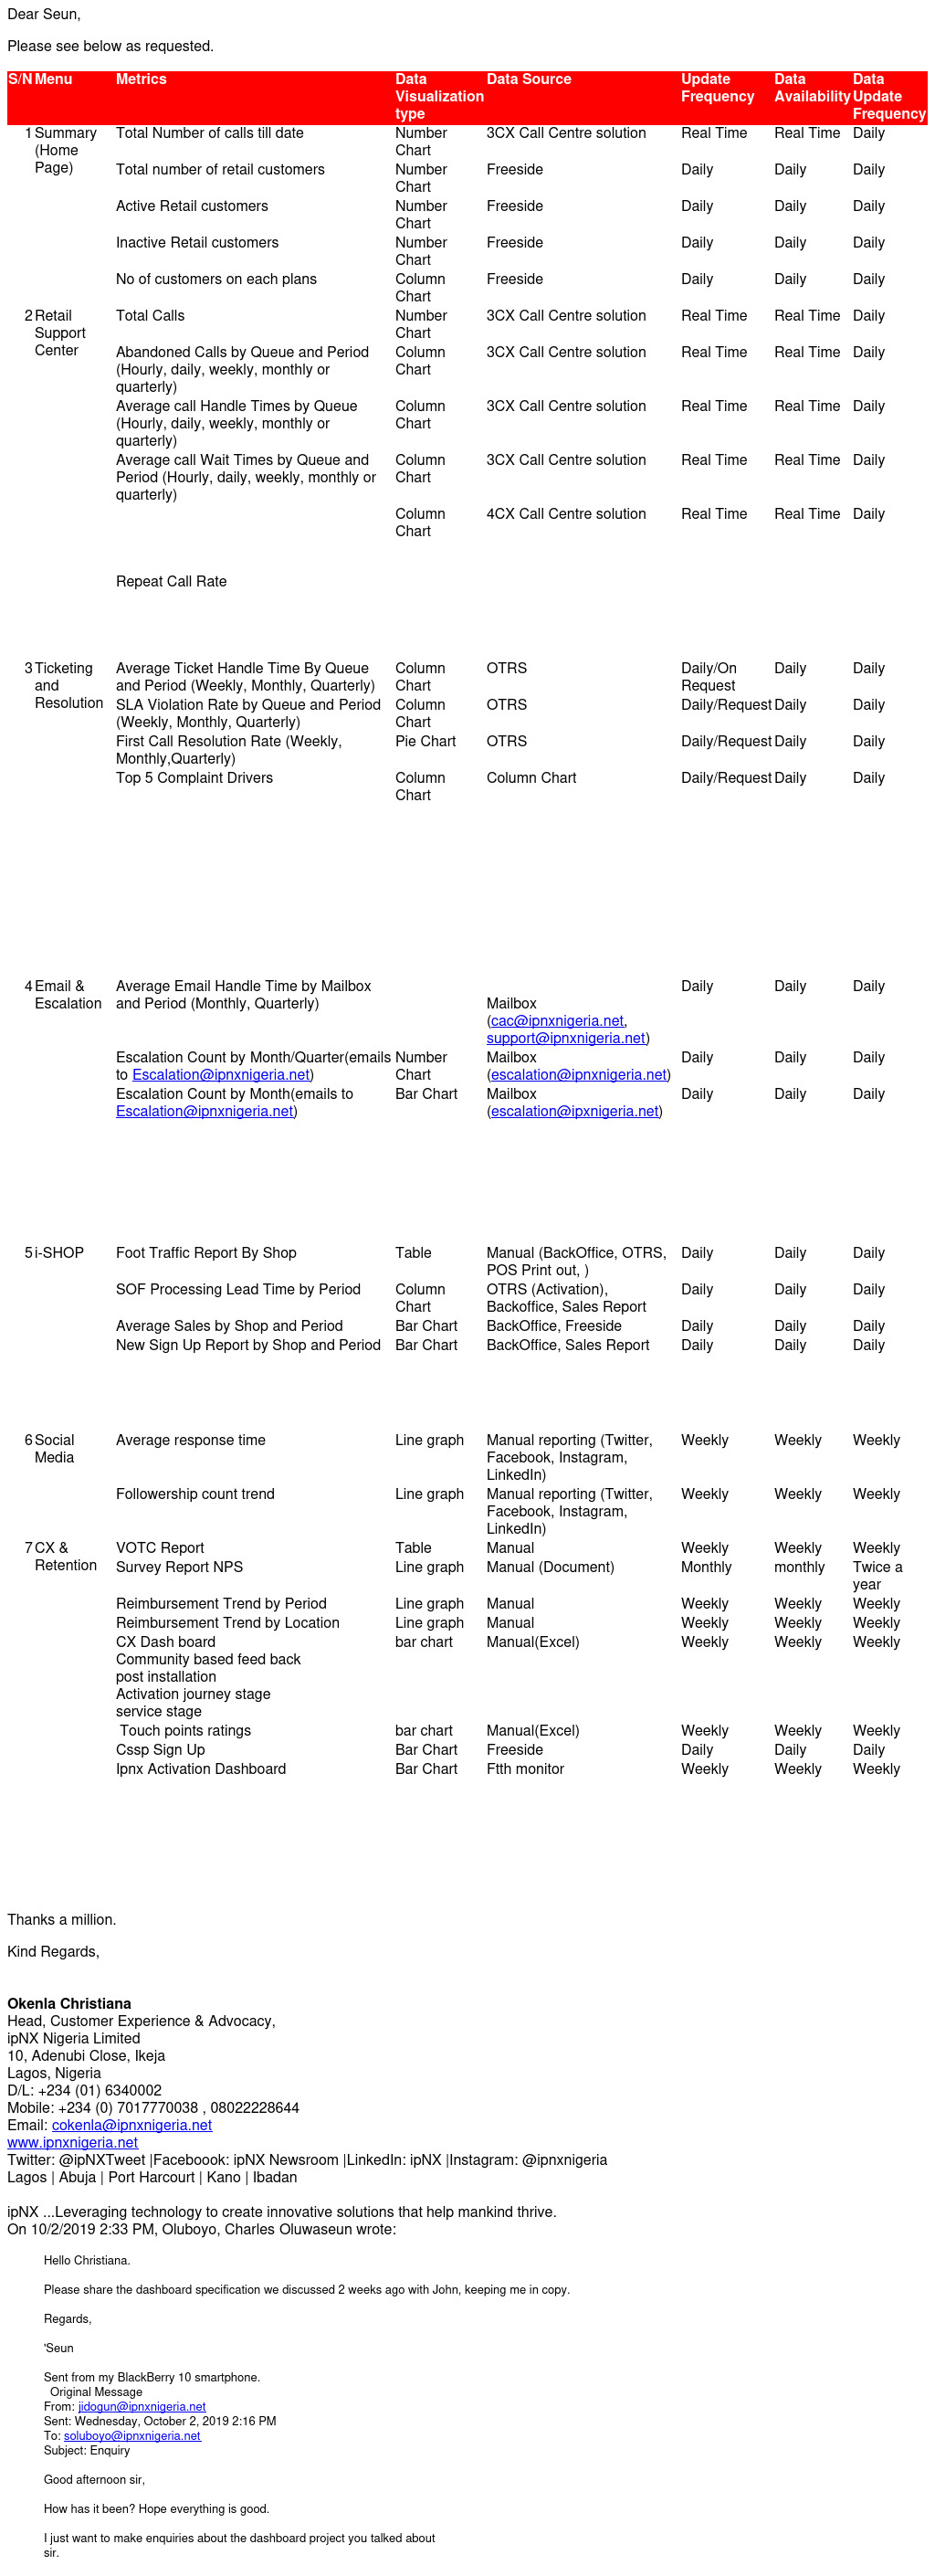 Dear Seun,
Please see below as requested.
S/N Menu Metrics Data Visualization type Data Source Update Frequency Data Availability Data Update Frequency
1 Summary (Home Page) Total Number of calls till date Number Chart 3CX Call Centre solution Real Time Real Time Daily
Total number of retail customers Number Chart Freeside Daily Daily Daily
Active Retail customers Number Chart Freeside Daily Daily Daily
Inactive Retail customers Number Chart Freeside Daily Daily Daily
No of customers on each plans Column Chart Freeside Daily Daily Daily
2 Retail Support Center Total Calls Number Chart 3CX Call Centre solution Real Time Real Time Daily
Abandoned Calls by Queue and Period (Hourly, daily, weekly, monthly or quarterly) Column Chart 3CX Call Centre solution Real Time Real Time Daily
Average call Handle Times by Queue (Hourly, daily, weekly, monthly or quarterly) Column Chart 3CX Call Centre solution Real Time Real Time Daily
Average call Wait Times by Queue and Period (Hourly, daily, weekly, monthly or quarterly) Column Chart 3CX Call Centre solution Real Time Real Time Daily
Repeat Call Rate Column Chart 4CX Call Centre solution Real Time Real Time Daily
3 Ticketing and Resolution Average Ticket Handle Time By Queue and Period (Weekly, Monthly, Quarterly) Column Chart OTRS Daily/On Request Daily Daily
SLA Violation Rate by Queue and Period (Weekly, Monthly, Quarterly) Column Chart OTRS Daily/Request Daily Daily
First Call Resolution Rate (Weekly, Monthly,Quarterly) Pie Chart OTRS Daily/Request Daily Daily
Top 5 Complaint Drivers Column Chart Column Chart Daily/Request Daily Daily
4 Email & Escalation Average Email Handle Time by Mailbox and Period (Monthly, Quarterly) Mailbox (cac@ipnxnigeria.net, support@ipnxnigeria.net) Daily Daily Daily
Escalation Count by Month/Quarter(emails to Escalation@ipnxnigeria.net) Number Chart Mailbox (escalation@ipnxnigeria.net) Daily Daily Daily
Escalation Count by Month(emails to Escalation@ipnxnigeria.net) Bar Chart Mailbox (escalation@ipxnigeria.net) Daily Daily Daily
5 i-SHOP Foot Traffic Report By Shop Table Manual (BackOffice, OTRS, POS Print out, ) Daily Daily Daily
SOF Processing Lead Time by Period Column Chart OTRS (Activation), Backoffice, Sales Report Daily Daily Daily
Average Sales by Shop and Period Bar Chart BackOffice, Freeside Daily Daily Daily
New Sign Up Report by Shop and Period Bar Chart BackOffice, Sales Report Daily Daily Daily
6 Social Media Average response time Line graph Manual reporting (Twitter, Facebook, Instagram, LinkedIn) Weekly Weekly Weekly
Followership count trend Line graph Manual reporting (Twitter, Facebook, Instagram, LinkedIn) Weekly Weekly Weekly
7 CX & Retention VOTC Report Table Manual Weekly Weekly Weekly
Survey Report NPS Line graph Manual (Document) Monthly monthly Twice a year
Reimbursement Trend by Period Line graph Manual Weekly Weekly Weekly
Reimbursement Trend by Location Line graph Manual Weekly Weekly Weekly
CX Dash board bar chart Manual(Excel) Weekly Weekly Weekly
Community based feed back
post installation
Activation journey stage
service stage
Touch points ratings bar chart Manual(Excel) Weekly Weekly Weekly
Cssp Sign Up Bar Chart Freeside Daily Daily Daily
Ipnx Activation Dashboard Bar Chart Ftth monitor Weekly Weekly Weekly
Thanks a million.
Kind Regards,
Okenla Christiana
Head, Customer Experience & Advocacy,
ipNX Nigeria Limited
10, Adenubi Close, Ikeja
Lagos, Nigeria
D/L: +234 (01) 6340002
Mobile: +234 (0) 7017770038 , 08022228644
Email: cokenla@ipnxnigeria.net
www.ipnxnigeria.net
Twitter: @ipNXTweet |Faceboook: ipNX Newsroom |LinkedIn: ipNX |Instagram: @ipnxnigeria
Lagos | Abuja | Port Harcourt | Kano | Ibadan
ipNX ...Leveraging technology to create innovative solutions that help mankind thrive.
On 10/2/2019 2:33 PM, Oluboyo, Charles Oluwaseun wrote:
Hello Christiana.
Please share the dashboard specification we discussed 2 weeks ago with John, keeping me in copy.
Regards,
'Seun
Sent from my BlackBerry 10 smartphone.
Original Message
From: jidogun@ipnxnigeria.net
Sent: Wednesday, October 2, 2019 2:16 PM
To: soluboyo@ipnxnigeria.net
Subject: Enquiry
Good afternoon sir,
How has it been? Hope everything is good.
I just want to make enquiries about the dashboard project you talked about
sir.